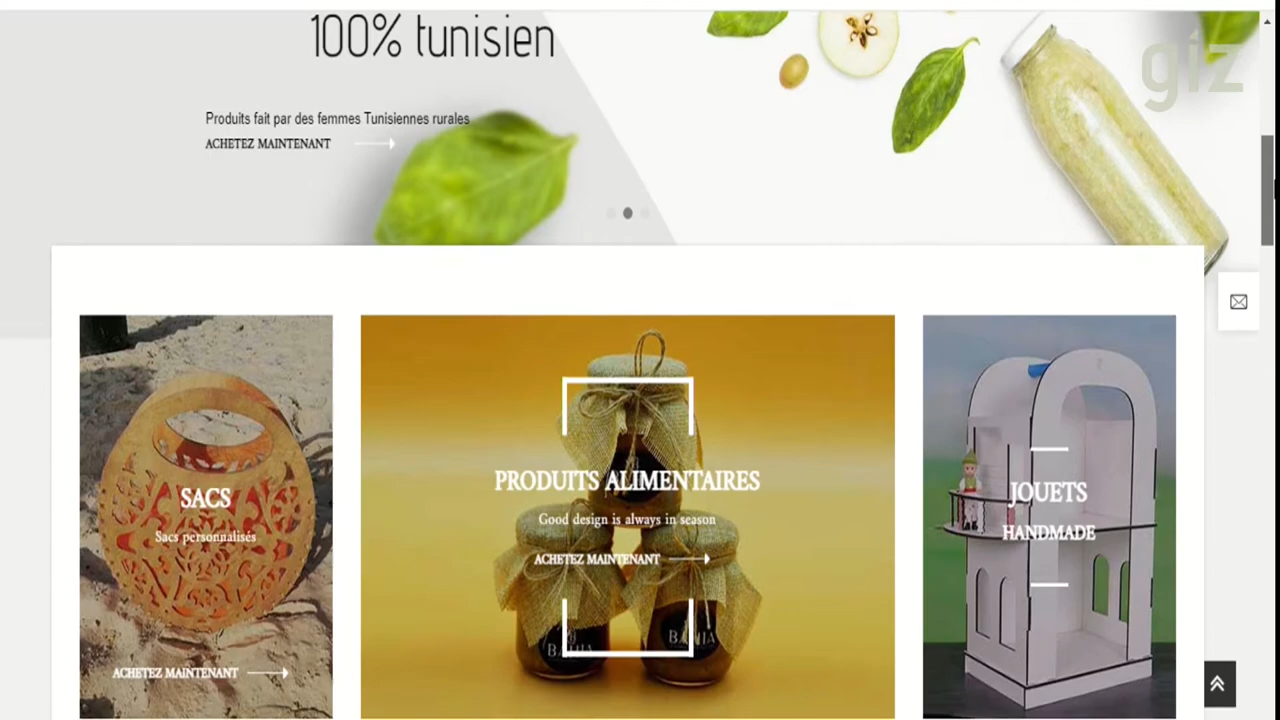 100% tunisien
giz
Produits fait par des femmes Tunisiennes rurales
ACHETEZ MAINTENANT
SACS
Sacs personnalisés
ACHETEZ MAINTENANT
PRODUITS ALIMENTAIRES
Good design is always in season
ACHETEZ MAINTENANT
JOUETS
HANDMADE